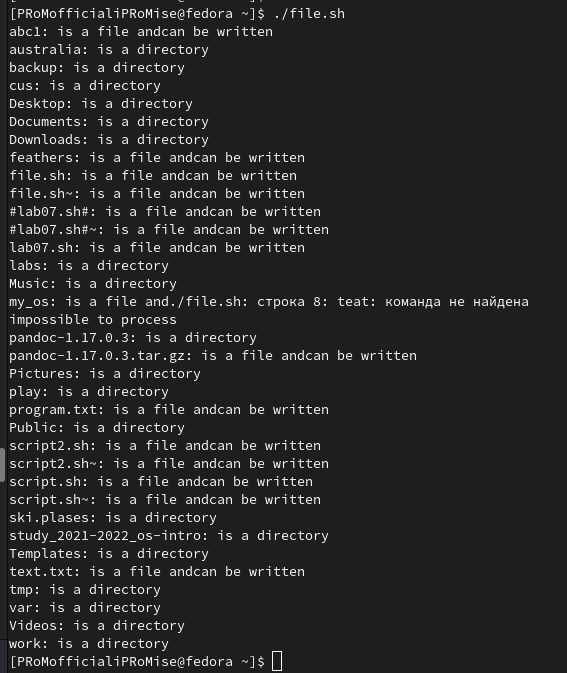 [PRoMofficialiPRoMise@fedora ~]$ ./file.sh
abc1: is a file andcan be written
australia: is a directory
backup: is a directory
cus: is a directory
Desktop: is a directory
Documents: is a directory
Downloads: is a directory
feathers: is a file andcan be written
file.sh: is a file andcan be written
file.sh~: is a file andcan be written
#lab07.sh#: is a file andcan be written
#lab07.sh#~: is a file andcan be written
lab07.sh: is a file andcan be written
labs: is a directory
Music: is a directory
my_os: is a file and./file.sh: строка 8: teat: команда не найдена
impossible to process
pandoc-1.17.0.3: is a directory
pandoc-1.17.0.3.tar.gz: is a file andcan be written
Pictures: is a directory
play: is a directory
program.txt: is a file andcan be written
Public: is a directory
script2.sh: is a file andcan be written
script2.sh~: is a file andcan be written
script.sh: is a file andcan be written
script.sh~: is a file andcan be written
ski.plases: is a directory
study_2021-2022_os-intro: is a directory
Templates: is a directory
text.txt: is a file andcan be written
tmp: is a directory
var: is a directory
Videos: is a directory
work: is a directory
[PRoMofficialiPRoMise@fedora ~]$